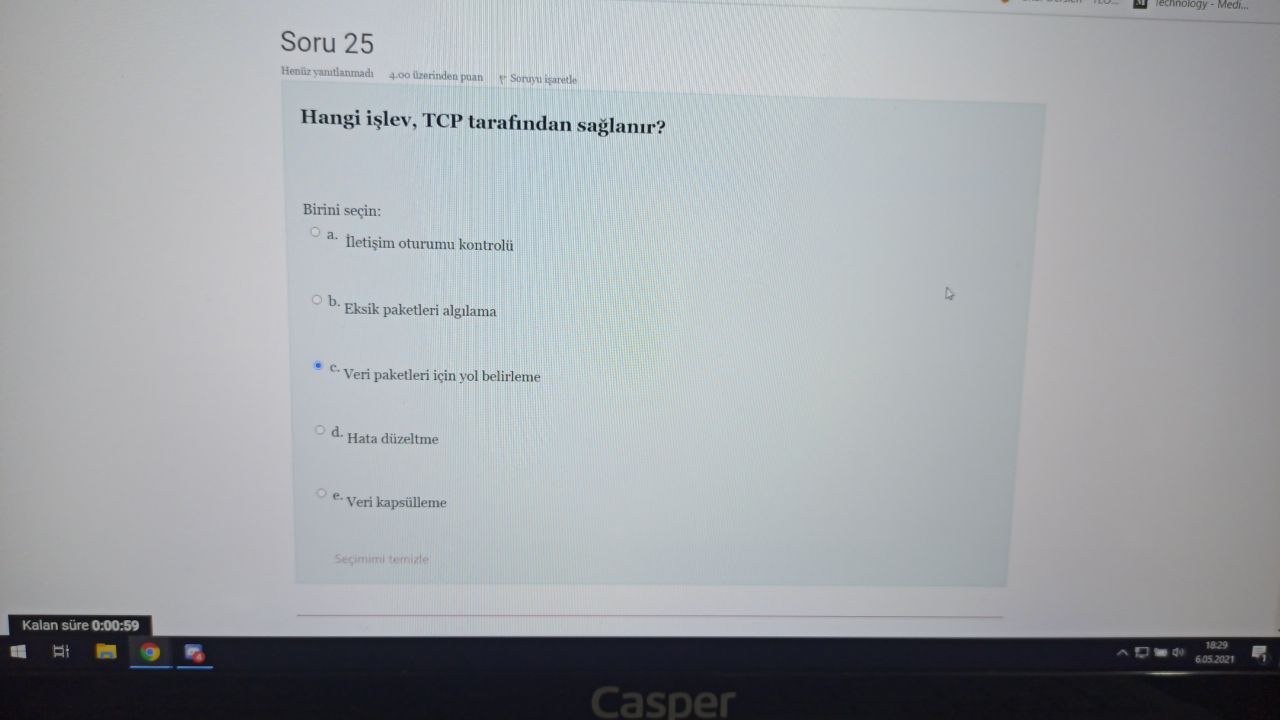 Technology - Medi...
Soru 25
Henüz yanıtlanmadı 4.00 üzerinden puan Soruyu işaretle
Hangi işlev, TCP tarafından sağlanır?
Birini seçin:
a. İletişim oturumu kontrolü
b. Eksik paketleri algılama
c. Veri paketleri için yol belirleme
d. Hata düzeltme
e. Veri kapsülleme
Seçimimi temizle
Kalan süre 0:00:59
18:29
6.05.2021
Casper